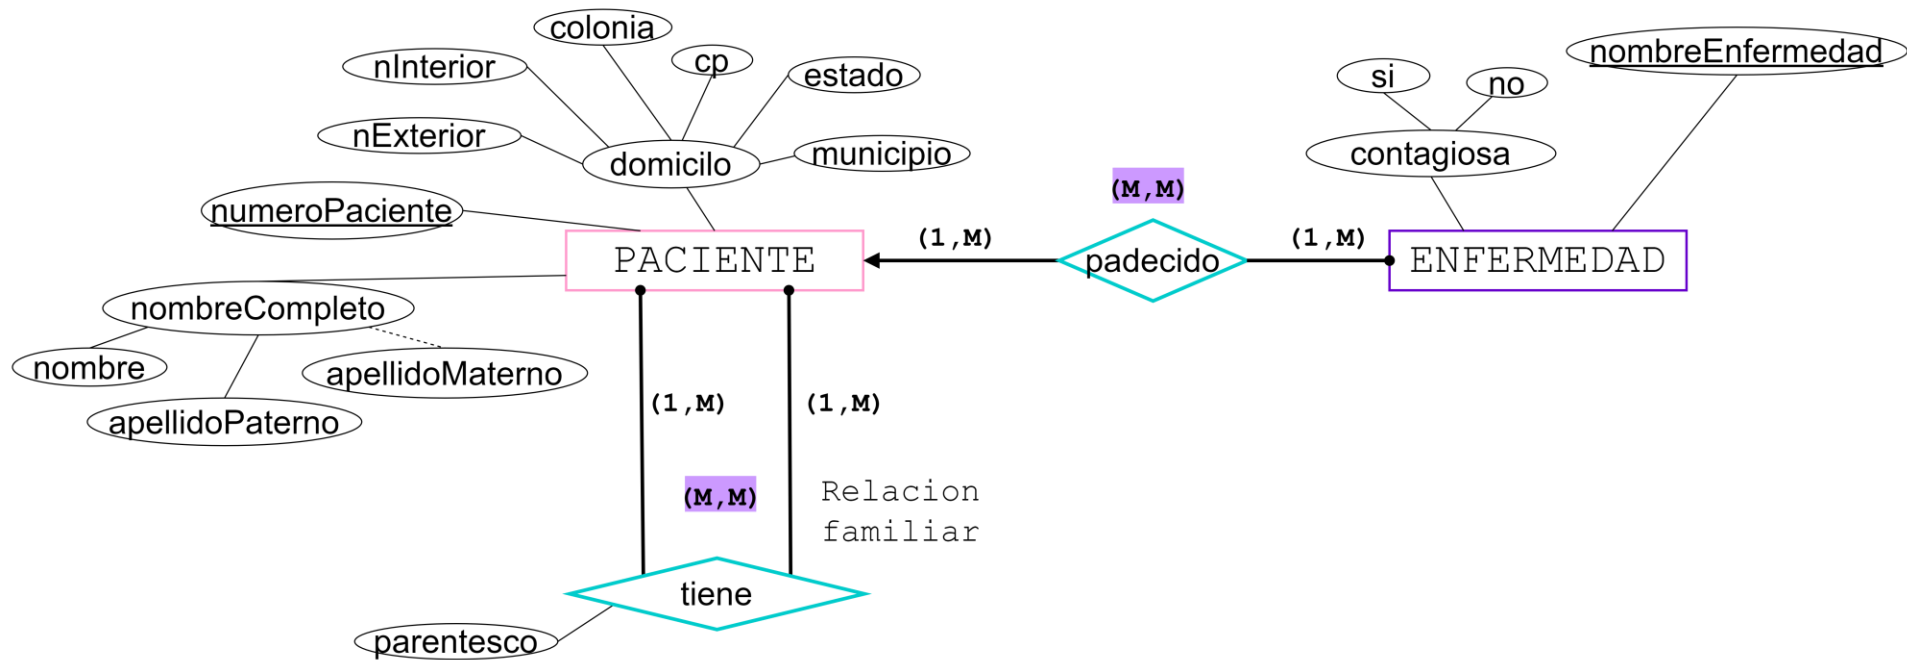 colonia
nInterior
cp
estado
nExterior
domicilo
municipio
numeroPaciente
PACIENTE
nombreCompleto
nombre
apellidoMaterno
apellidoPaterno
(1,M)
(M,M)
(1,M)
padecido
si
no
nombreEnfermedad
contagiosa
ENFERMEDAD
(1,M)
(1,M)
(M,M)
Relacion
familiar
tiene
parentesco